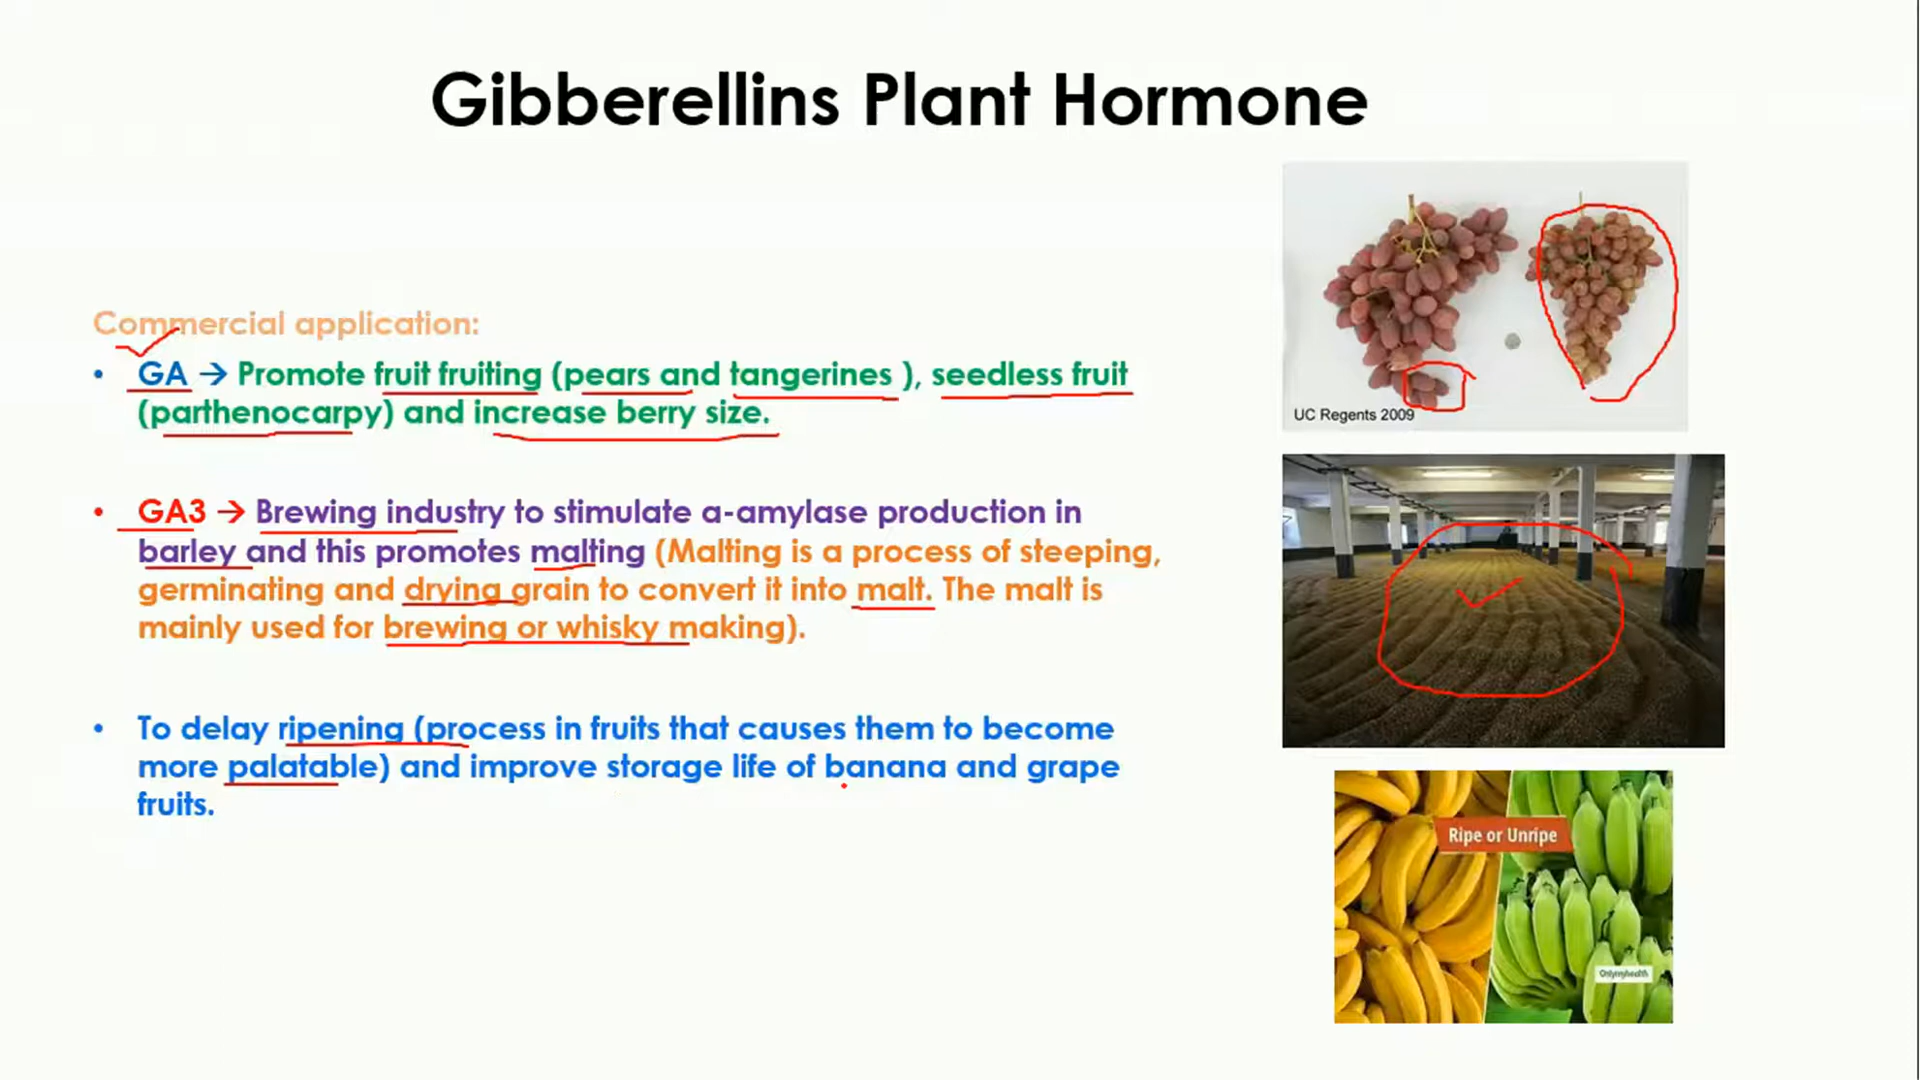 Gibberellins Plant Hormone
Commercial application:
• GA → Promote fruit fruiting (pears and tangerines ), seedless fruit
(parthenocarpy) and increase berry size.
• GA3 → Brewing industry to stimulate a-amylase production in
barley and this promotes malting (Malting is a process of steeping,
germinating and drying grain to convert it into malt. The malt is
mainly used for brewing or whisky making).
• To delay ripening (process in fruits that causes them to become
more palatable) and improve storage life of banana and grape
fruits.
UC Regents 2009
Ripe or Unripe
Onlymyhealth